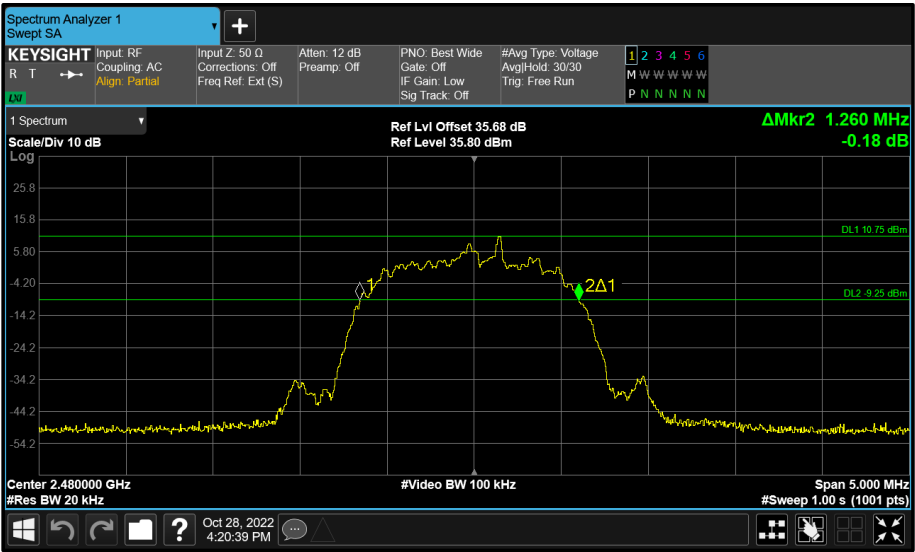 Spectrum Analyzer 1
Swept SA
+
KEYSIGHT
R T
LXI
Input: RF
Coupling: AC
Align: Partial
Input Z: 50 Ω
Corrections: Off
Freq Ref: Ext (S)
Atten: 12 dB
Preamp: Off
PNO: Best Wide
Gate: Off
IF Gain: Low
Sig Track: Off
#Avg Type: Voltage
Avg|Hold: 30/30
Trig: Free Run
1 2 3 4 5 6
M W W W W W
P N N N N N
1 Spectrum
Scale/Div 10 dB
Ref Lvl Offset 35.68 dB
Ref Level 35.80 dBm
ΔMkr2 1.260 MHz
-0.18 dB
Log
25.8
15.8
DL1 10.75 dBm
5.80
-4.20
1
2Δ1
DL2 -9.25 dBm
-14.2
-24.2
-34.2
-44.2
-54.2
Center 2.480000 GHz
#Video BW 100 kHz
Span 5.000 MHz
#Res BW 20 kHz
#Sweep 1.00 s (1001 pts)
?
Oct 28, 2022
4:20:39 PM